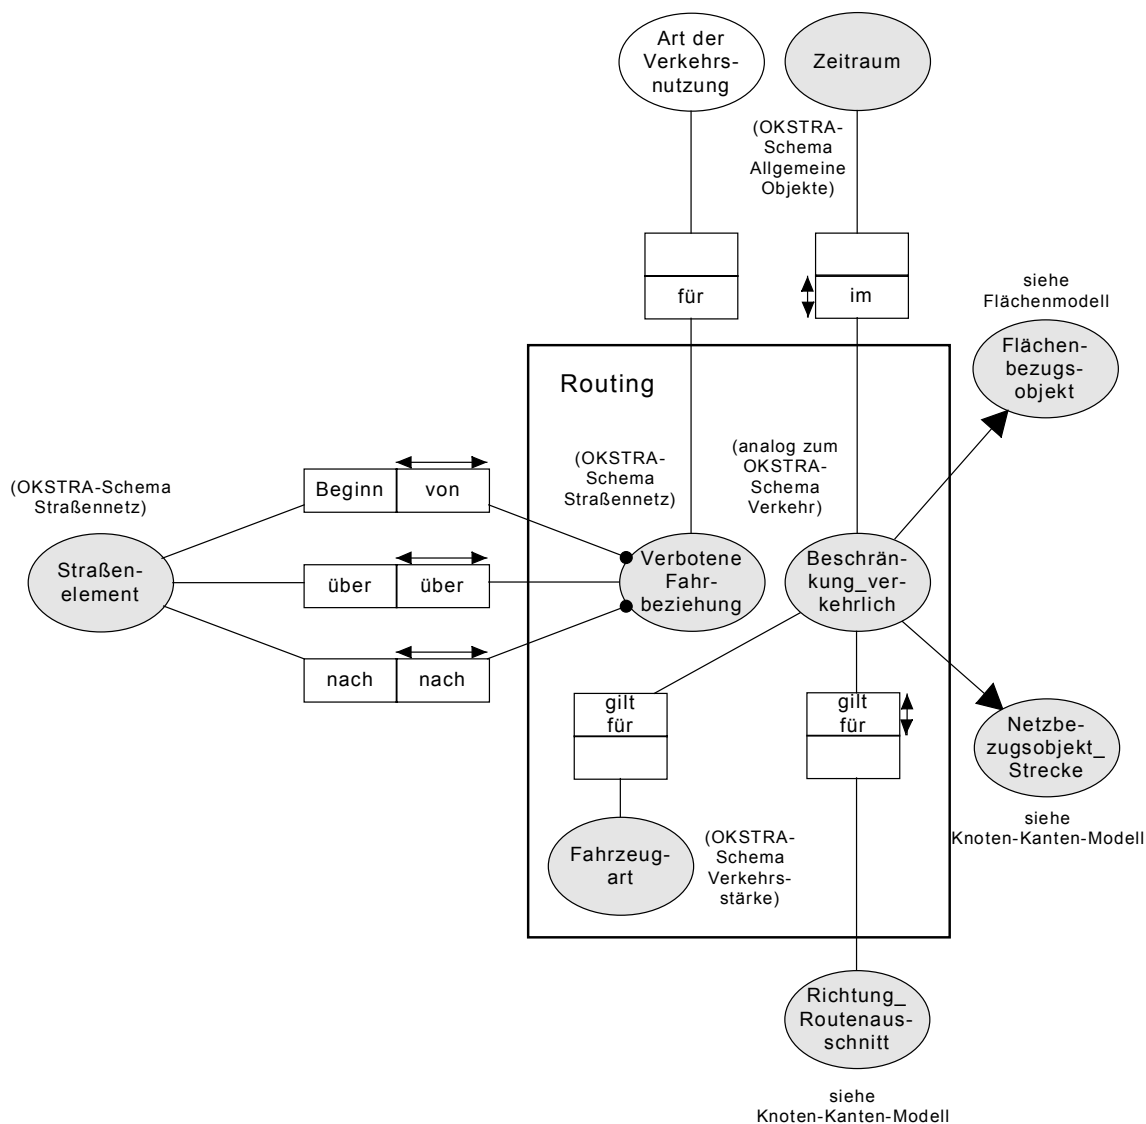 Art der
Verkehrs-
nutzung
Zeitraum
(OKSTRA-
Schema
Allgemeine
Objekte)
für
im
siehe
Flächenmodell
Flächen-
bezugs-
objekt
Routing
(OKSTRA-
Schema
Straßennetz)
(analog zum
OKSTRA-
Schema
Verkehr)
(OKSTRA-Schema
Straßennetz)
Beginn
von
Straßen-
element
über
über
Verbotene
Fahr-
beziehung
Beschrän-
kung_ver-
kehrlich
nach
nach
gilt
für
gilt
für
Netzbe-
zugsobjekt_
Strecke
siehe
Knoten-Kanten-Modell
Fahrzeug-
art
(OKSTRA-
Schema
Verkehrs-
stärke)
Richtung_
Routenaus-
schnitt
siehe
Knoten-Kanten-Modell